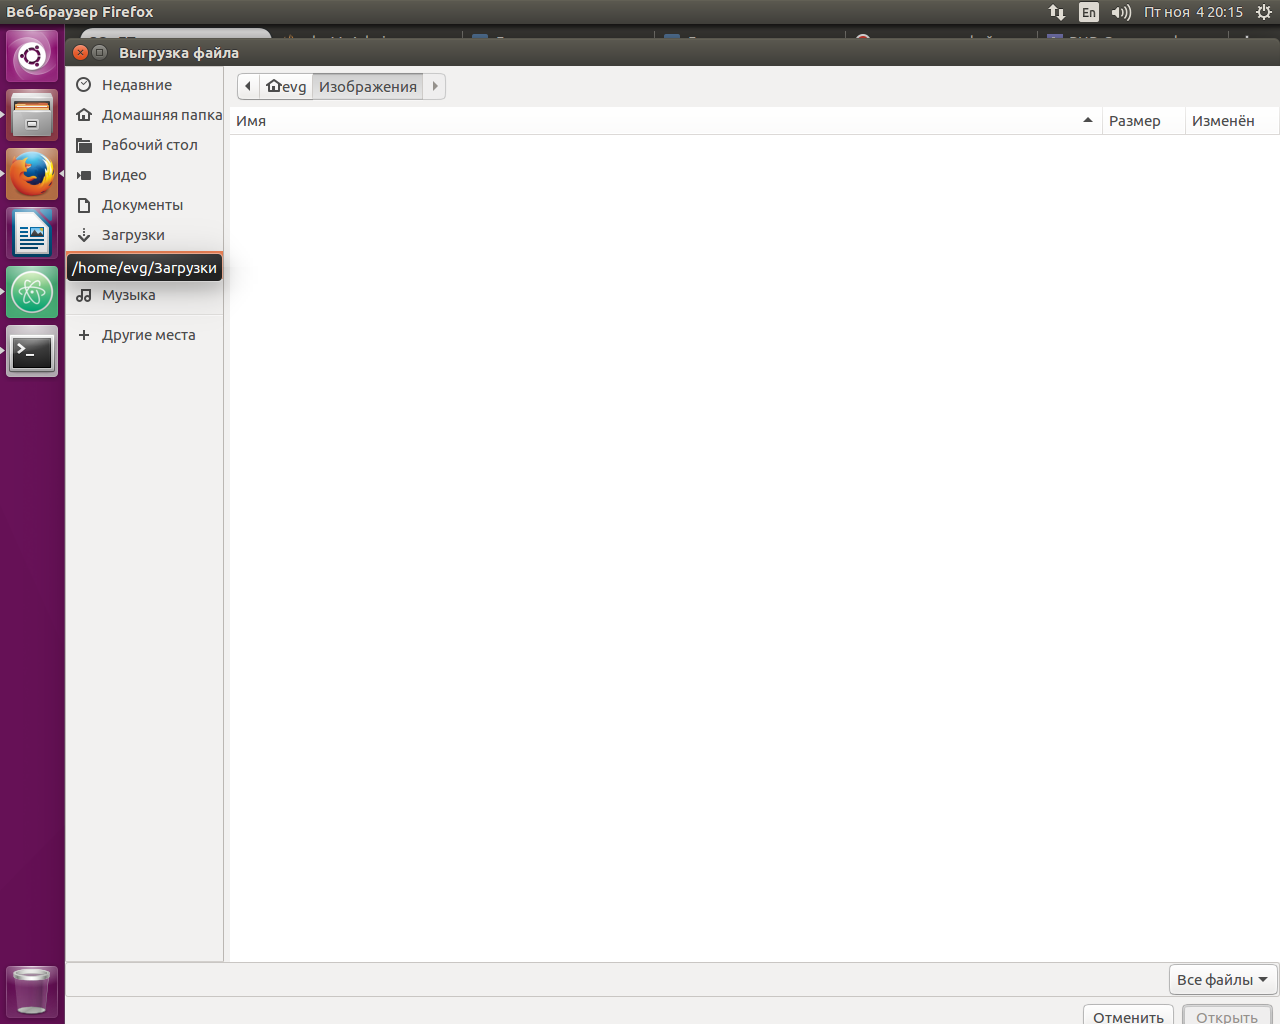 Веб-браузер Firefox
En
Пт ноя 4 20:15
Выгрузка файла
Недавние
Домашняя папка
Рабочий стол
Видео
Документы
Загрузки
/home/evg/Загрузки
Музыка
Другие места
evg
Изображения
Имя
Размер
Изменён
Все файлы
Отменить
Открыть